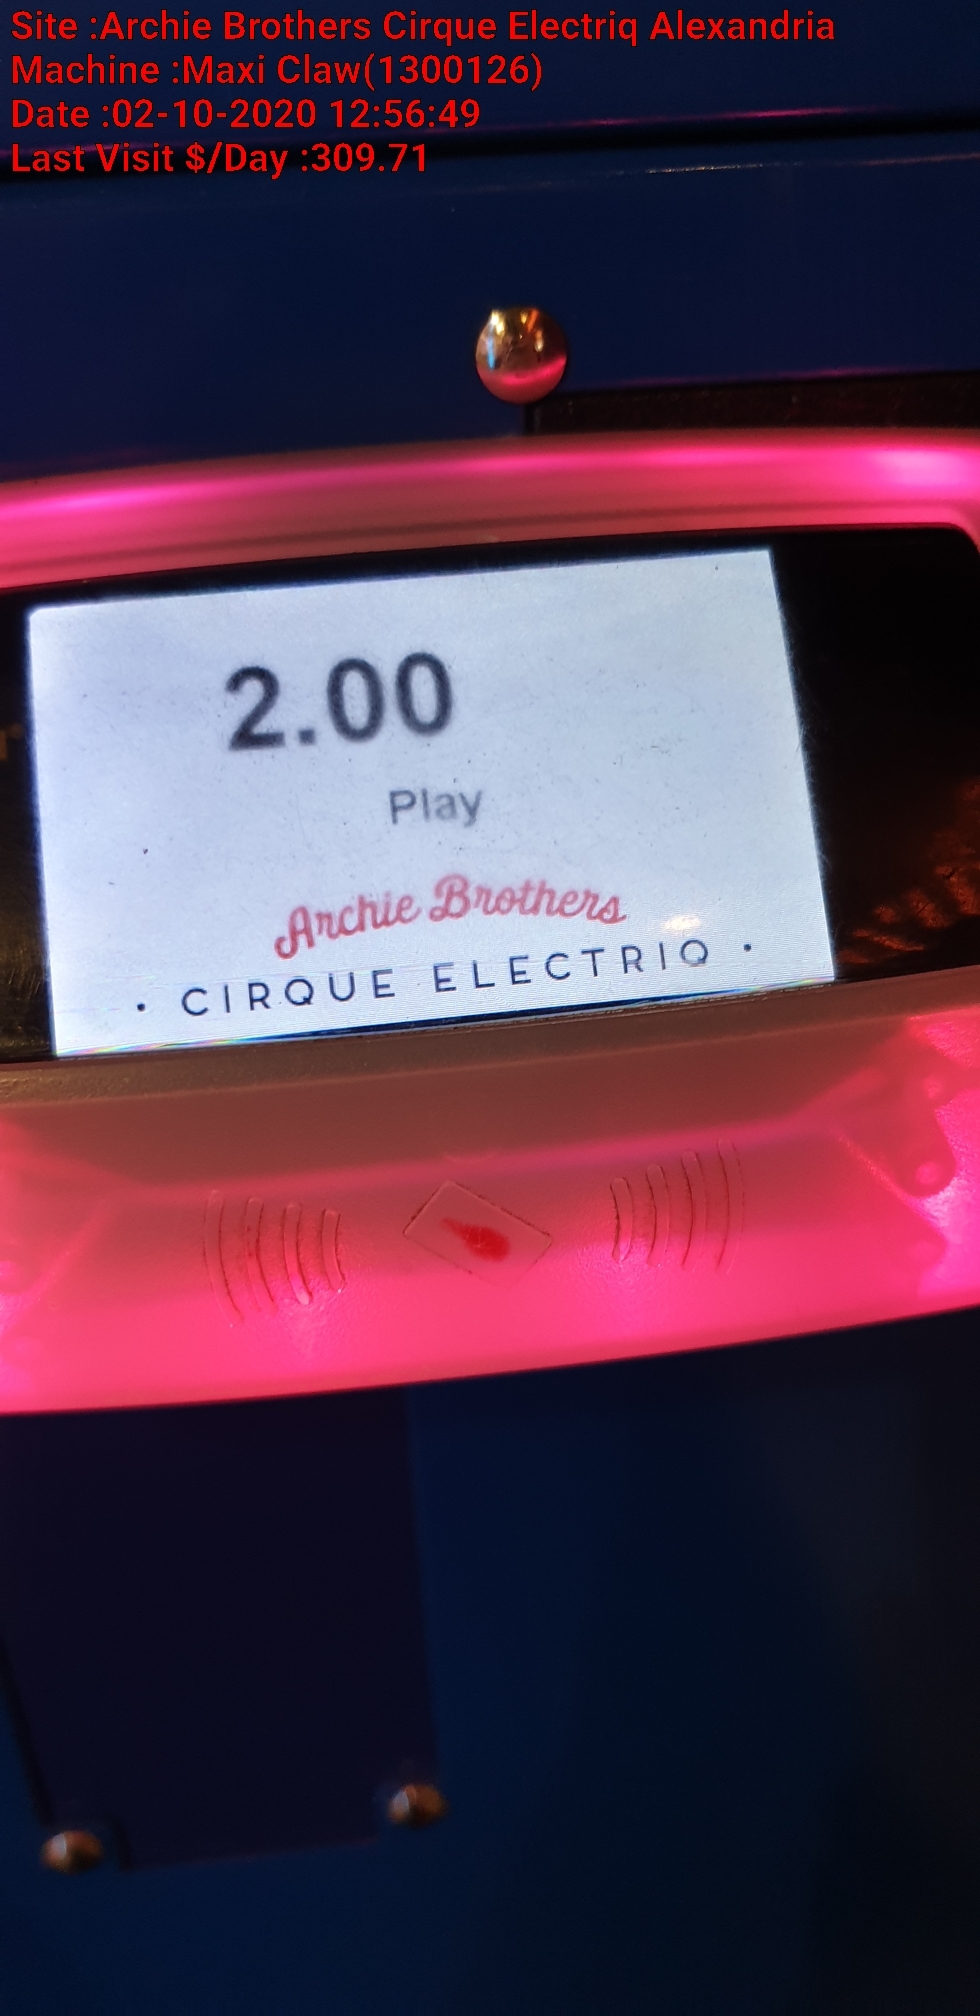 Site :Archie Brothers Cirque Electriq Alexandria
Machine :Maxi Claw(1300126)
Date :02-10-2020 12:56:49
Last Visit $/Day :309.71
2.00
Play
Archie Brothers
· CIRQUE ELECTRIQ ·